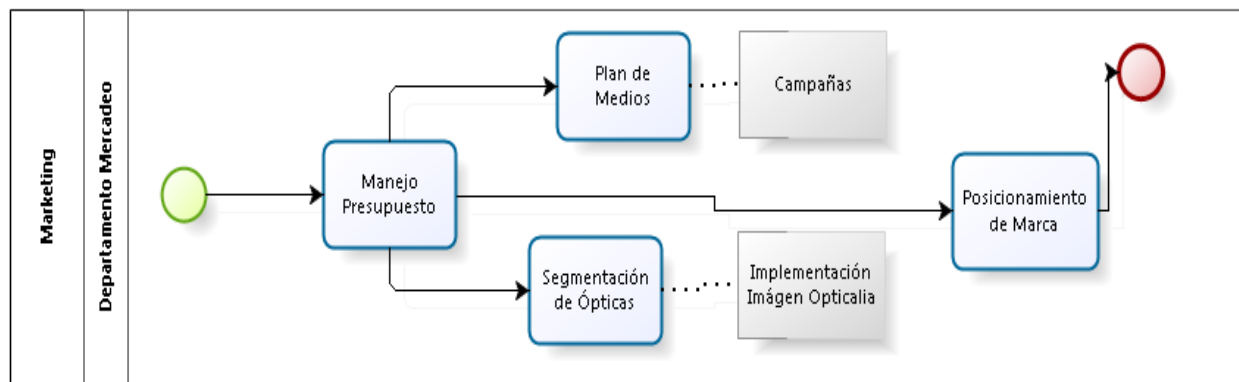 Marketing
Departamento Mercadeo
Manejo
Presupuesto
Plan de
Medios
Campañas
Segmentación
de Ópticas
Implementación
Imágen Opticalia
Posicionamiento
de Marca